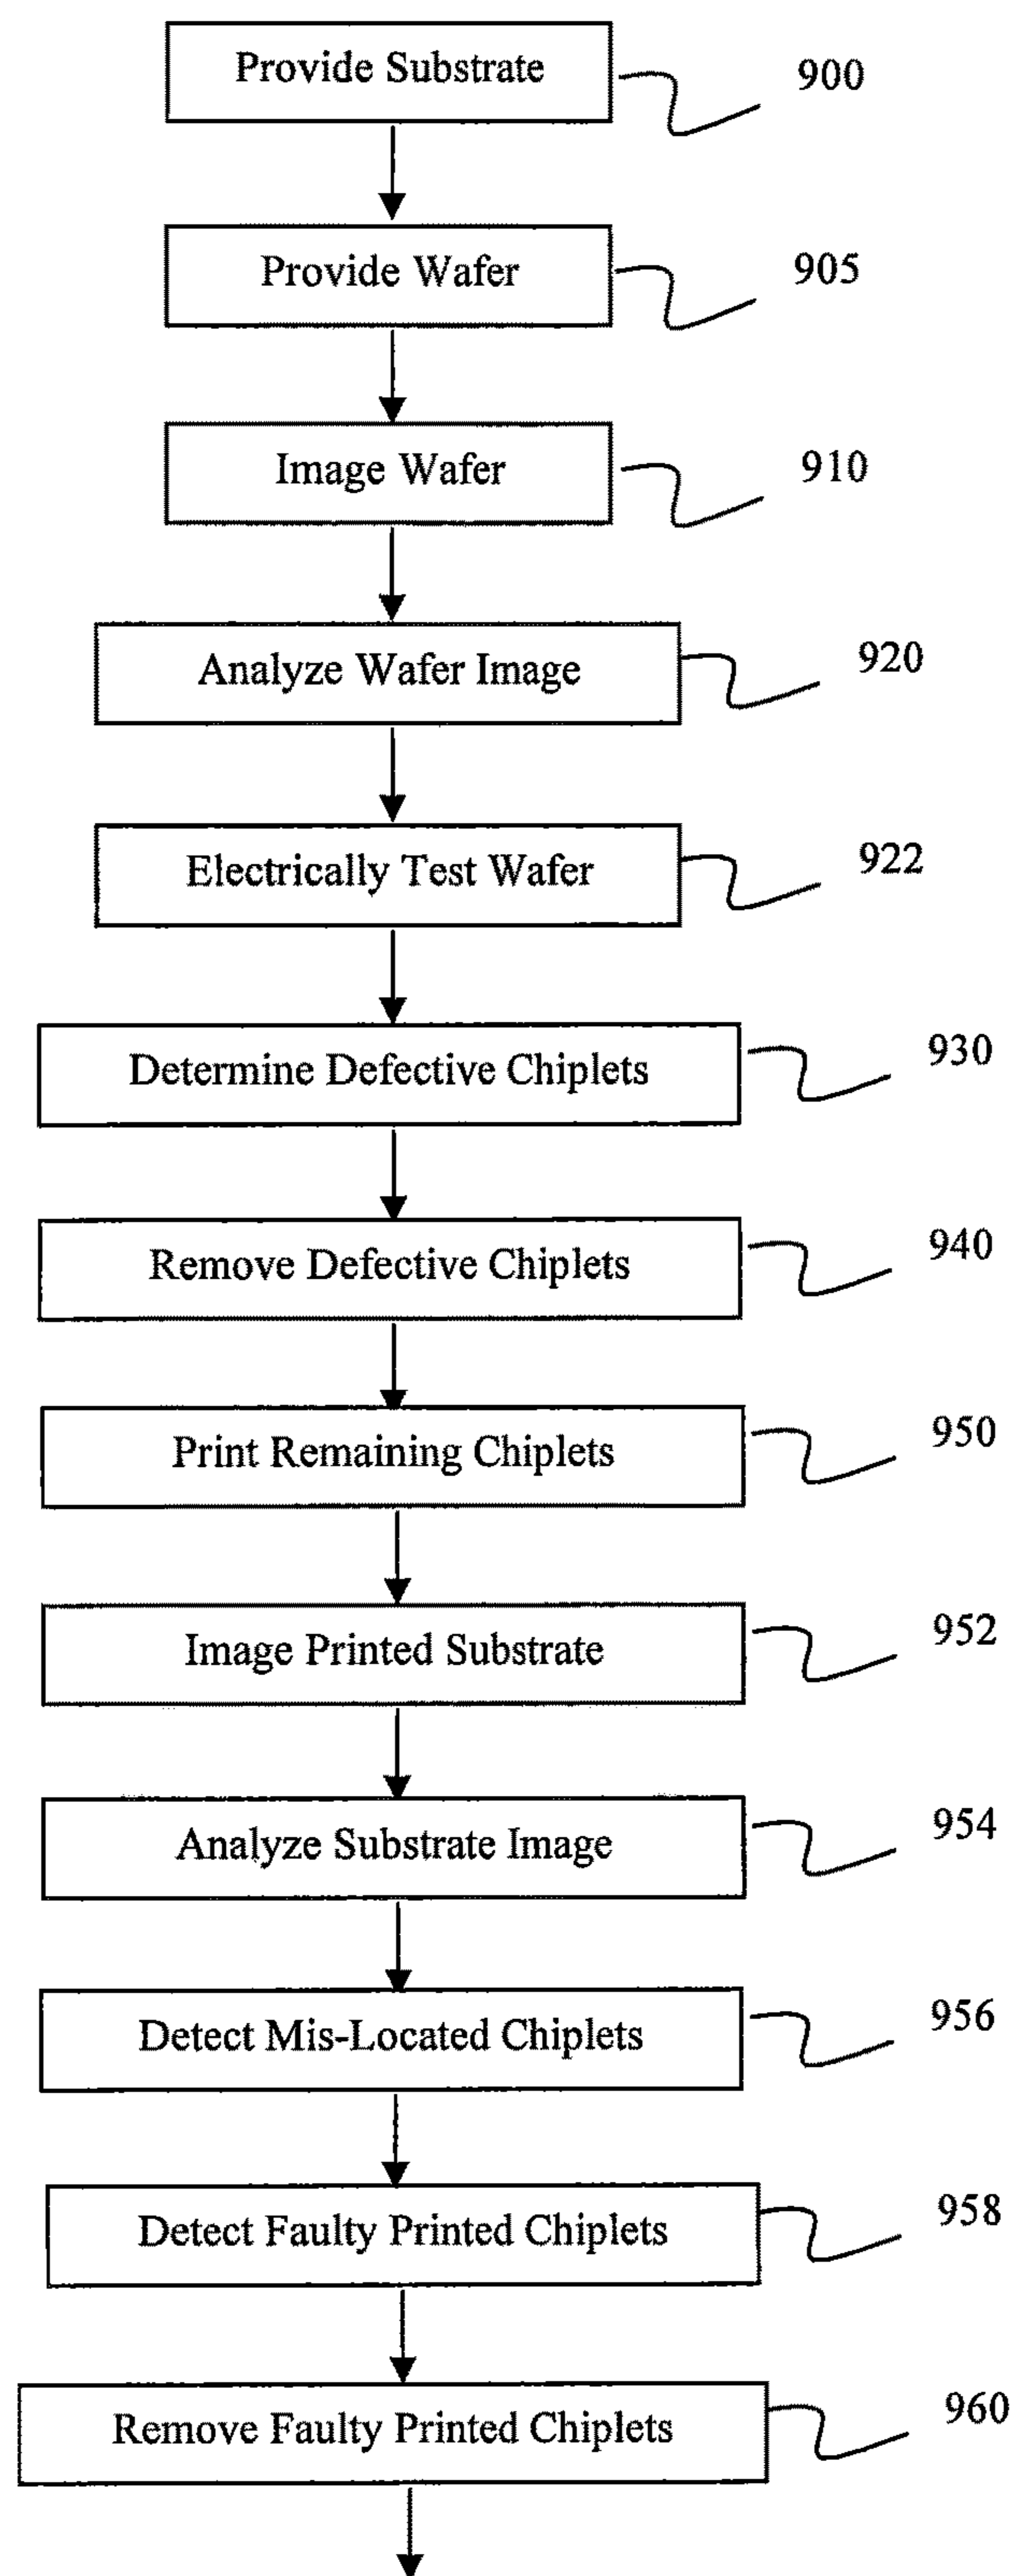 Provide Substrate 900
Provide Wafer 905
Image Wafer 910
Analyze Wafer Image 920
Electrically Test Wafer 922
Determine Defective Chiplets 930
Remove Defective Chiplets 940
Print Remaining Chiplets 950
Image Printed Substrate 952
Analyze Substrate Image 954
Detect Mis-Located Chiplets 956
Detect Faulty Printed Chiplets 958
Remove Faulty Printed Chiplets 960